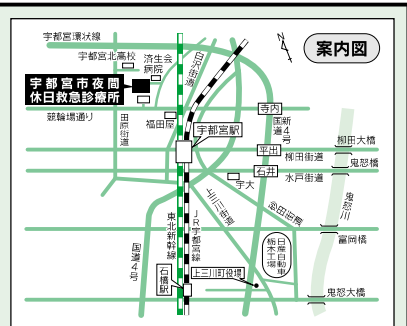 案内図
N
宇都宮環状線
宇都宮北高校
済生会
病院
白沢街道
宇都宮市夜間
休日救急診療所
競輪場通り
田原街道
福田屋
宇都宮駅
寺内
国道4号
新
柳田大橋
平出
柳田街道
鬼怒橋
石井
水戸街道
宇大
上三川街道
鬼怒川
東北新幹線
JR宇都宮線
国道4号
日産自動車
栃木工場
冨岡橋
石橋駅
上三川町役場
鬼怒大橋